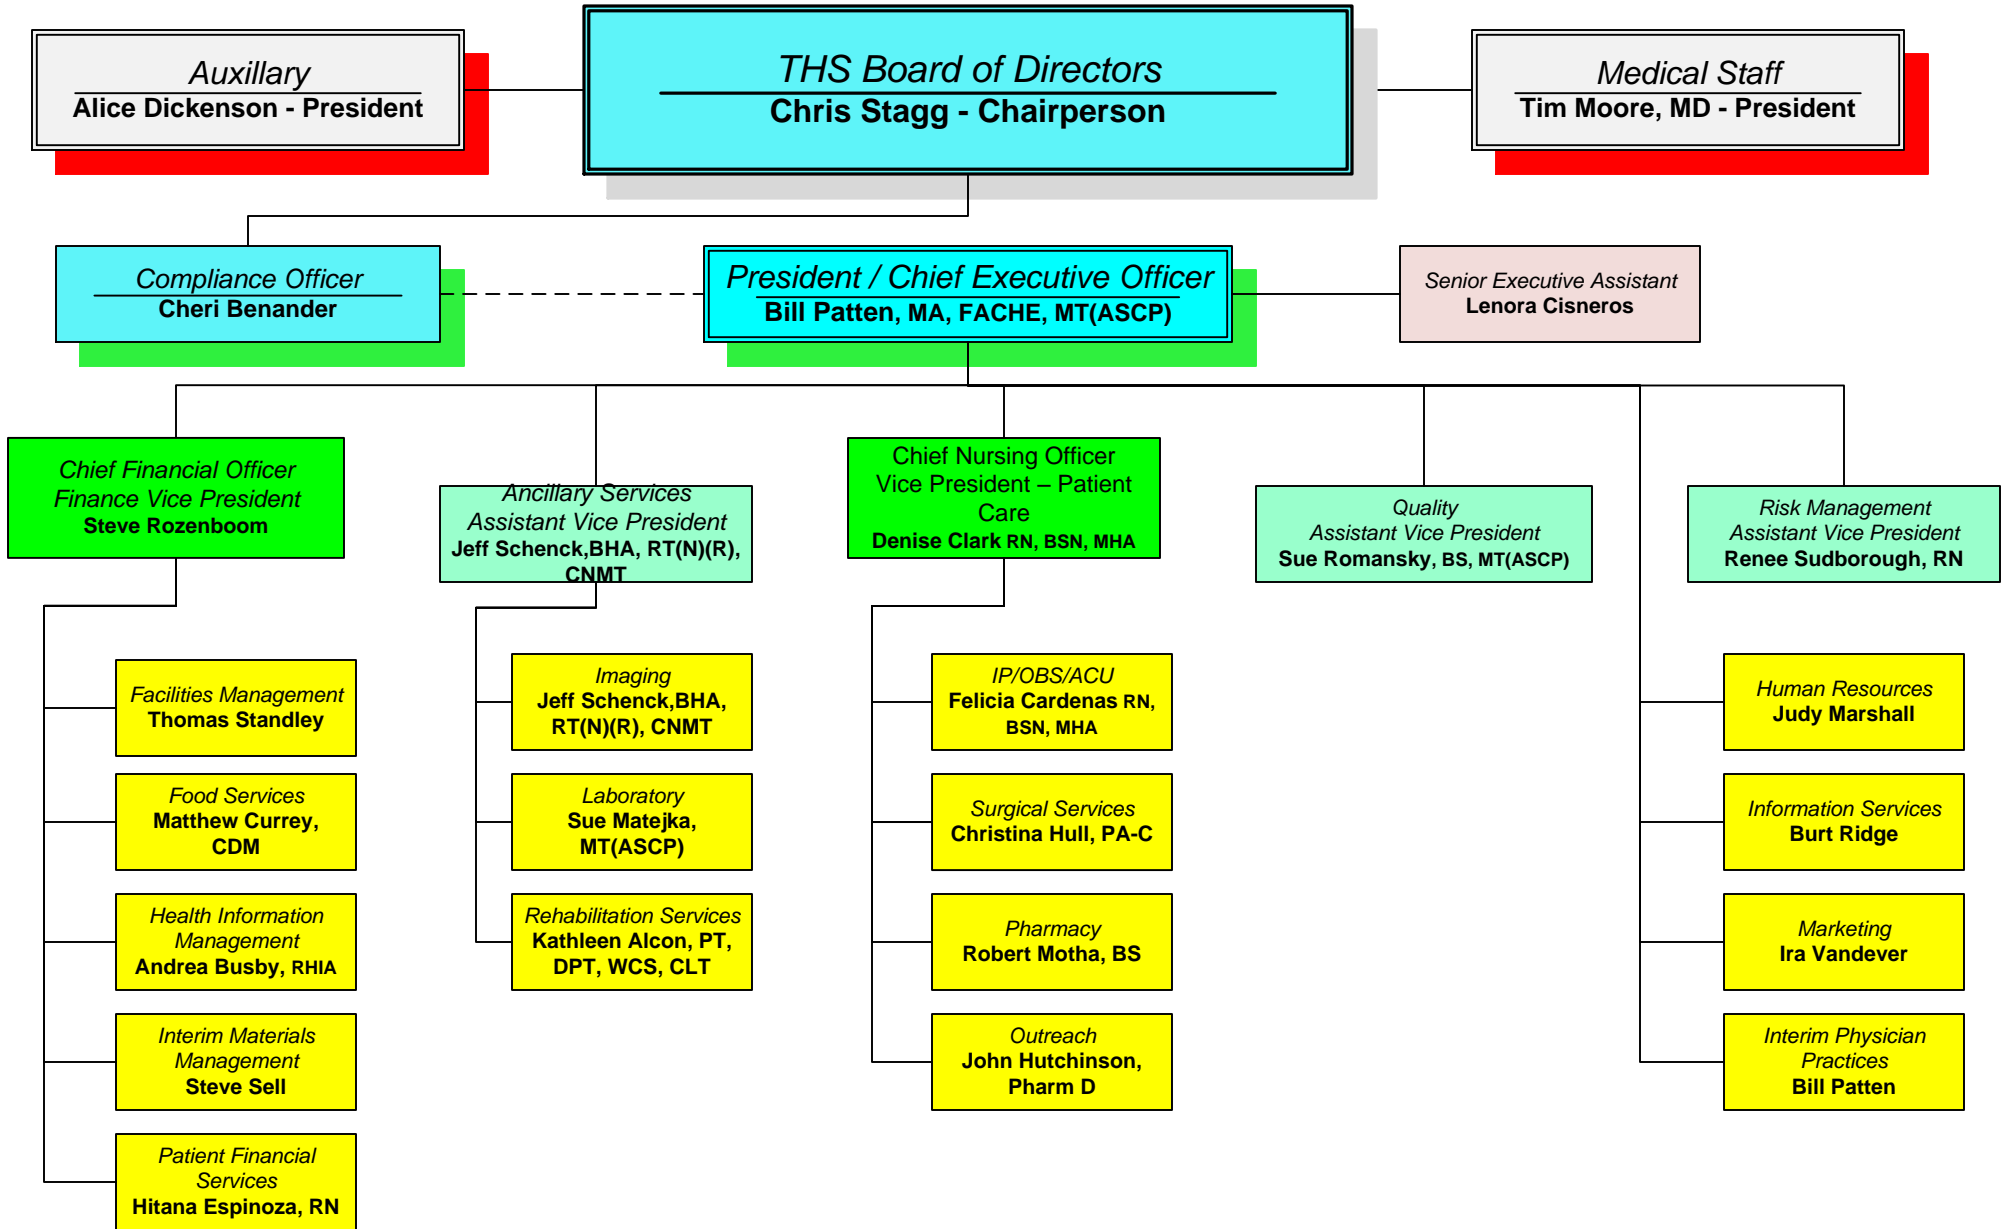 Auxillary
Alice Dickenson - President
THS Board of Directors
Chris Stagg - Chairperson
Medical Staff
Tim Moore, MD - President
Compliance Officer
Cheri Benander
President / Chief Executive Officer
Bill Patten, MA, FACHE, MT(ASCP)
Senior Executive Assistant
Lenora Cisneros
Chief Financial Officer
Finance Vice President
Steve Rozenboom
Ancillary Services
Assistant Vice President
Jeff Schenck,BHA, RT(N)(R),
CNMT
Chief Nursing Officer
Vice President – Patient
Care
Denise Clark RN, BSN, MHA
Quality
Assistant Vice President
Sue Romansky, BS, MT(ASCP)
Risk Management
Assistant Vice President
Renee Sudborough, RN
Facilities Management
Thomas Standley
Food Services
Matthew Currey,
CDM
Health Information
Management
Andrea Busby, RHIA
Interim Materials
Management
Steve Sell
Patient Financial
Services
Hitana Espinoza, RN
Imaging
Jeff Schenck,BHA,
RT(N)(R), CNMT
Laboratory
Sue Matejka,
MT(ASCP)
Rehabilitation Services
Kathleen Alcon, PT,
DPT, WCS, CLT
IP/OBS/ACU
Felicia Cardenas RN,
BSN, MHA
Surgical Services
Christina Hull, PA-C
Pharmacy
Robert Motha, BS
Outreach
John Hutchinson,
Pharm D
Human Resources
Judy Marshall
Information Services
Burt Ridge
Marketing
Ira Vandever
Interim Physician
Practices
Bill Patten